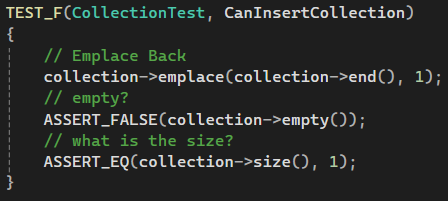 TEST_F(CollectionTest, CanInsertCollection)
{
// Emplace Back
collection->emplace(collection->end(), 1);
// empty?
ASSERT_FALSE(collection->empty());
// what is the size?
ASSERT_EQ(collection->size(), 1);
}